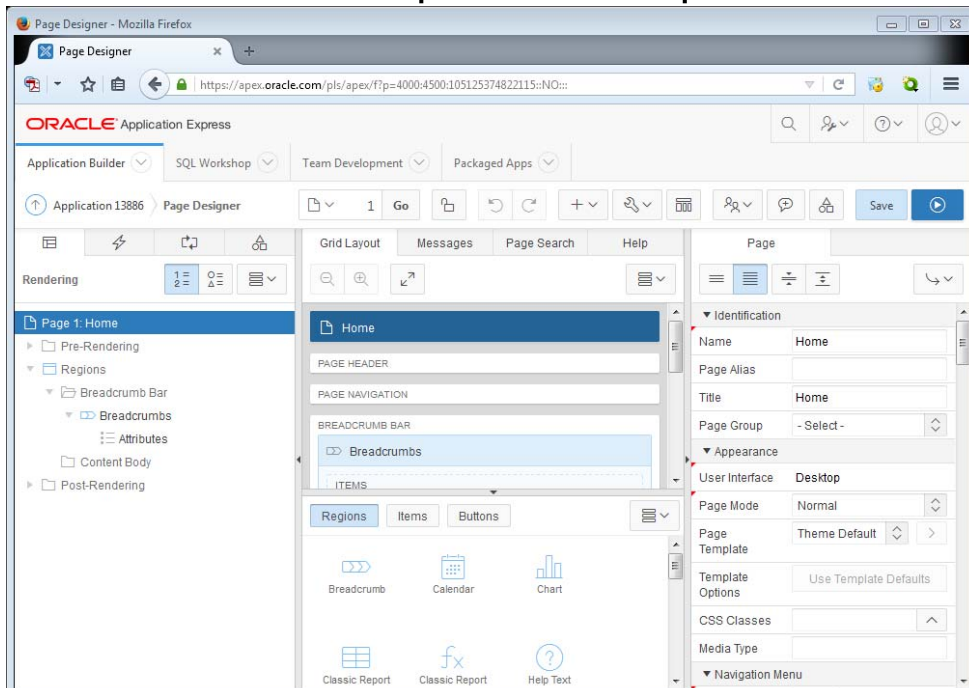 Page Designer - Mozilla Firefox
Page Designer
https://apex.oracle.com/pls/apex/f?p=4000:4500:105125374822115::NO:::
ORACLE Application Express
Application Builder SQL Workshop Team Development Packaged Apps
Application 13886 Page Designer 1 Go Save
Grid Layout Messages Page Search Help
Page
Rendering
Page 1: Home
Pre-Rendering
Regions
Breadcrumb Bar
Breadcrumbs
Attributes
Content Body
Post-Rendering
Home
PAGE HEADER
PAGE NAVIGATION
BREADCRUMB BAR
Breadcrumbs
ITEMS
Regions Items Buttons
Breadcrumb Calendar Chart
Classic Report Classic Report Help Text
Identification
Name Home
Page Alias
Title Home
Page Group - Select -
Appearance
User Interface Desktop
Page Mode Normal
Page Template Theme Default
Template Options Use Template Defaults
CSS Classes
Media Type
Navigation Menu